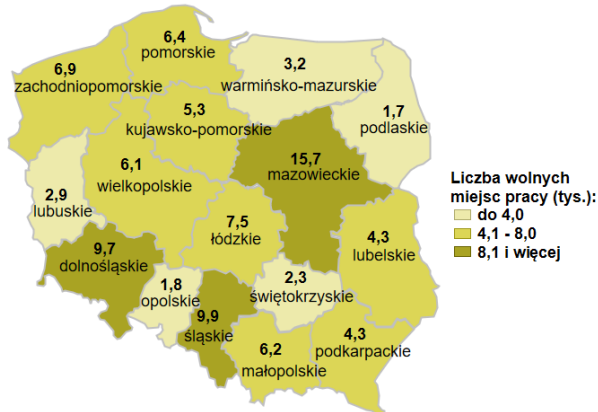 6,4
pomorskie
3,2
warmińsko-mazurskie
6,9
zachodniopomorskie
1,7
podlaskie
5,3
kujawsko-pomorskie
15,7
mazowieckie
6,1
wielkopolskie
2,9
lubuskie
7,5
łódzkie
4,3
lubelskie
9,7
dolnośląskie
1,8
opolskie
2,3
świętokrzyskie
9,9
śląskie
6,2
małopolskie
4,3
podkarpackie
Liczba wolnych
miejsc pracy (tys.):
do 4,0
4,1 - 8,0
8,1 i więcej